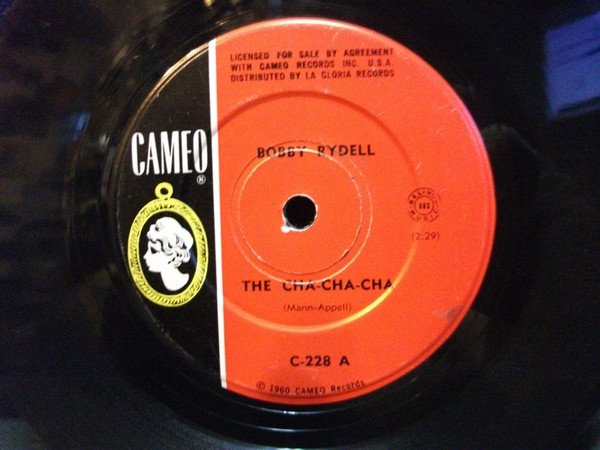 LICENSED FOR SALE BY AGREEMENT
WITH CAMEO RECORDS INC. U.S.A.
DISTRIBUTED BY LA GLORIA RECORDS
CAMEO
®
BOBBY RYDELL
(2:29)
THE CHA-CHA-CHA
(Mann-Appell)
C-228 A
© 1960 CAMEO Records